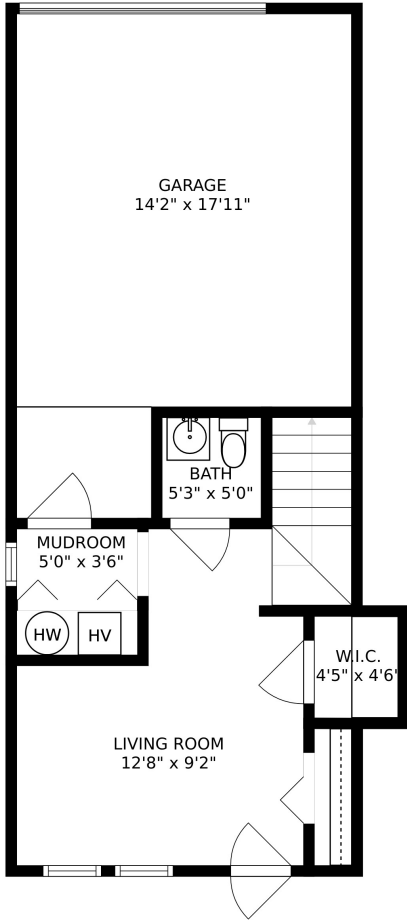 GARAGE
14'2" x 17'11"
BATH
5'3" x 5'0"
MUDROOM
5'0" x 3'6"
HW
HV
W.I.C.
4'5" x 4'6"
LIVING ROOM
12'8" x 9'2"